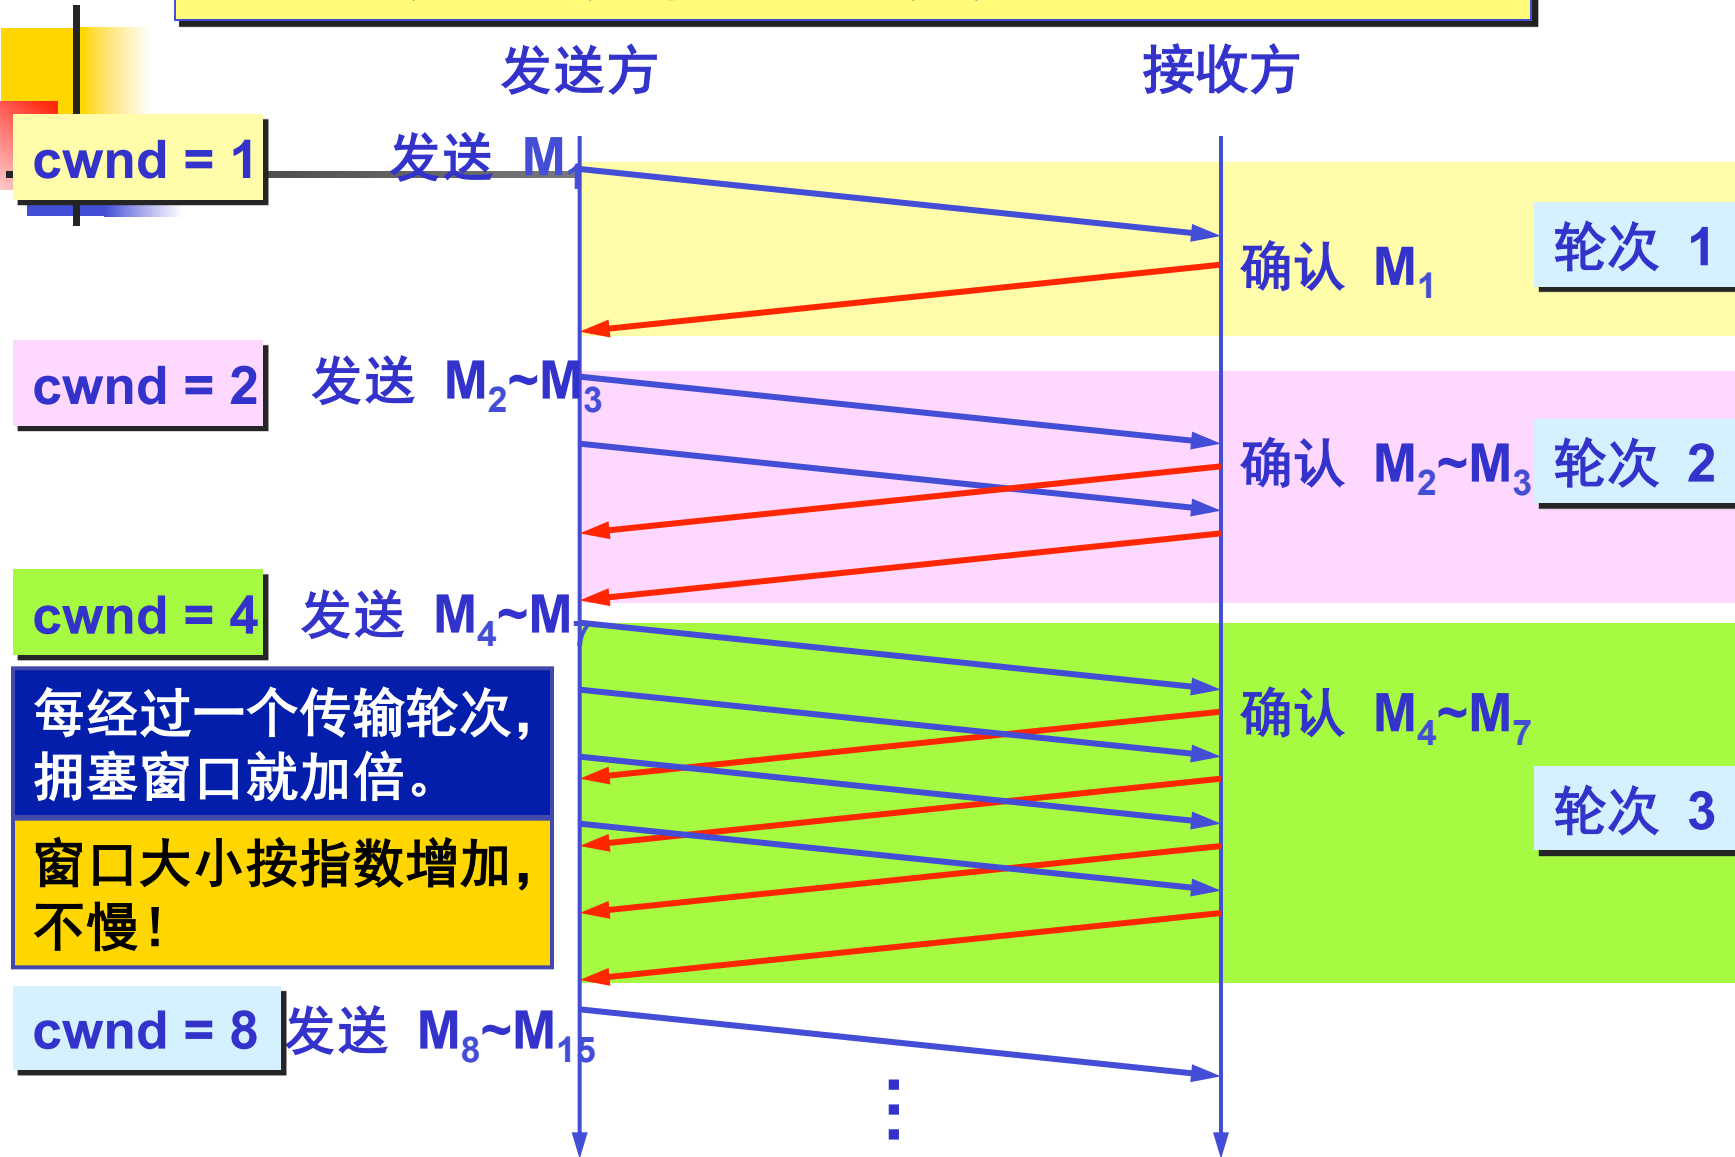 发送方 接收方
cwnd = 1 发送 M1
确认 M1 轮次 1
cwnd = 2 发送 M2~M3
确认 M2~M3 轮次 2
cwnd = 4 发送 M4~M7
确认 M4~M7
每经过一个传输轮次，
拥塞窗口就加倍。
轮次 3
窗口大小按指数增加，
不慢！
cwnd = 8 发送 M8~M15